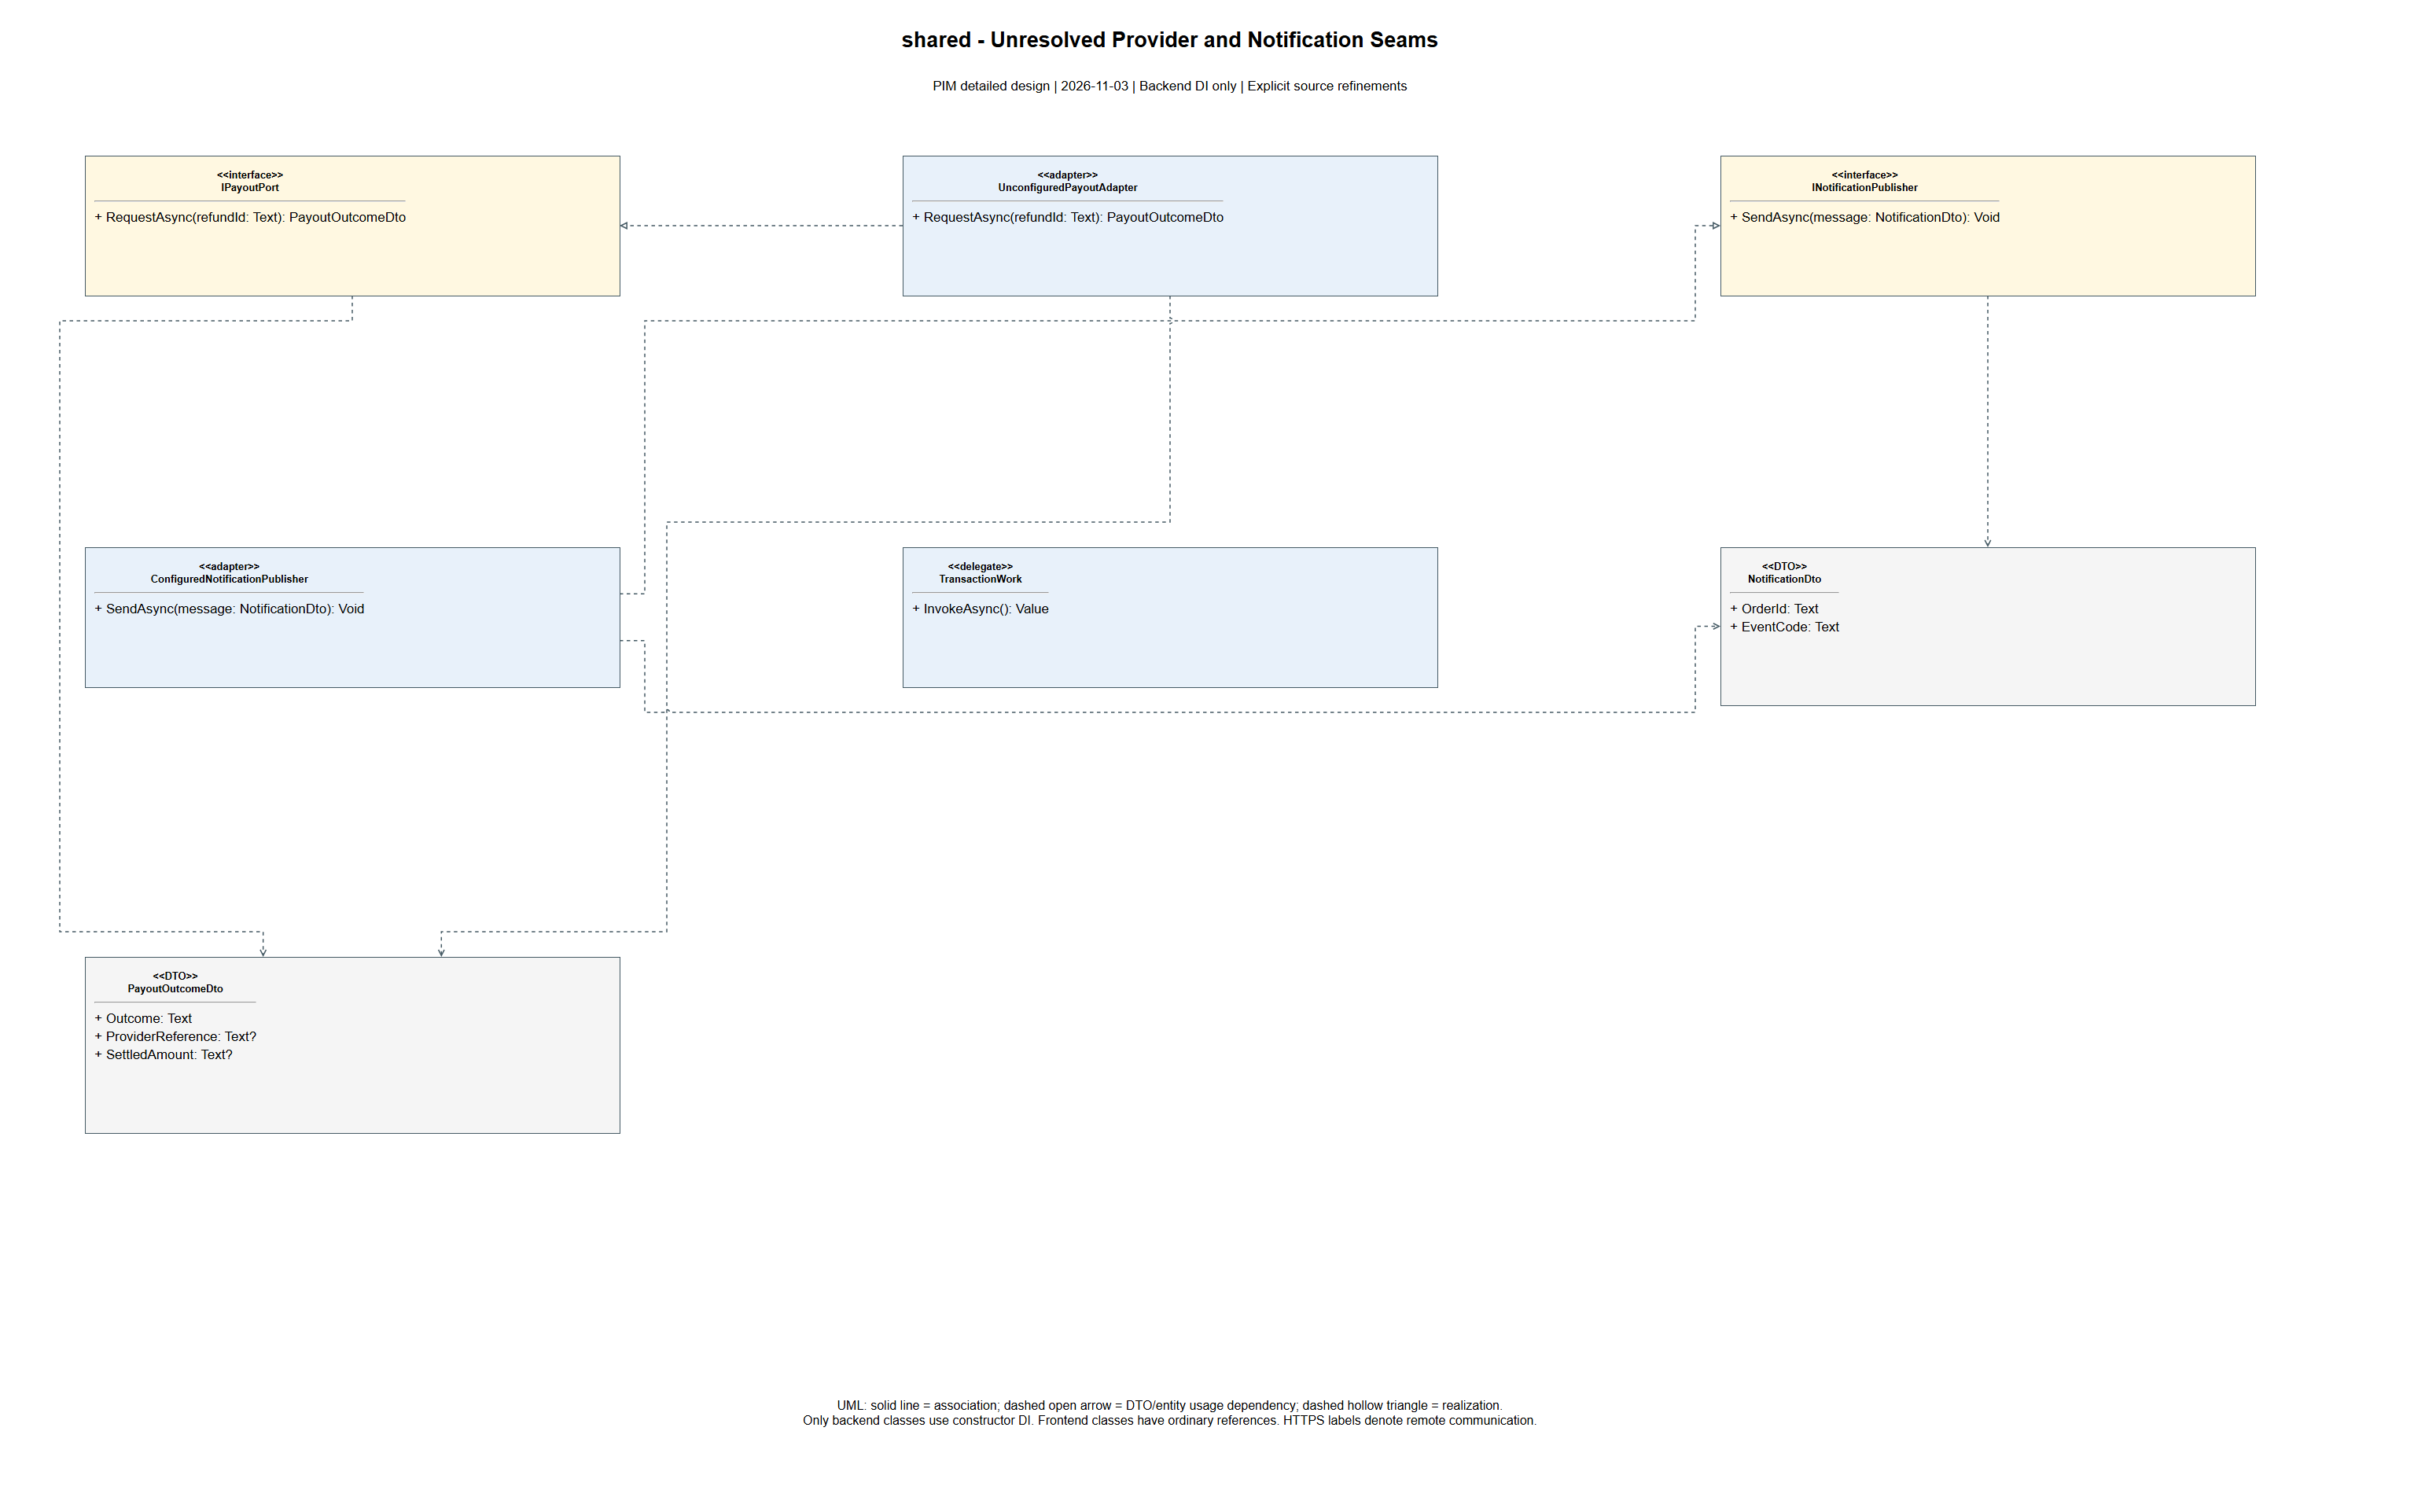 shared - Unresolved Provider and Notification Seams
PIM detailed design | 2026-11-03 | Backend DI only | Explicit source refinements
<<interface>>
IPayoutPort
+ RequestAsync(refundId: Text): PayoutOutcomeDto
<<adapter>>
UnconfiguredPayoutAdapter
+ RequestAsync(refundId: Text): PayoutOutcomeDto
<<interface>>
INotificationPublisher
+ SendAsync(message: NotificationDto): Void
<<adapter>>
ConfiguredNotificationPublisher
+ SendAsync(message: NotificationDto): Void
<<delegate>>
TransactionWork
+ InvokeAsync(): Value
<<DTO>>
NotificationDto
+ OrderId: Text
+ EventCode: Text
<<DTO>>
PayoutOutcomeDto
+ Outcome: Text
+ ProviderReference: Text?
+ SettledAmount: Text?
UML: solid line = association; dashed open arrow = DTO/entity usage dependency; dashed hollow triangle = realization.
Only backend classes use constructor DI. Frontend classes have ordinary references. HTTPS labels denote remote communication.